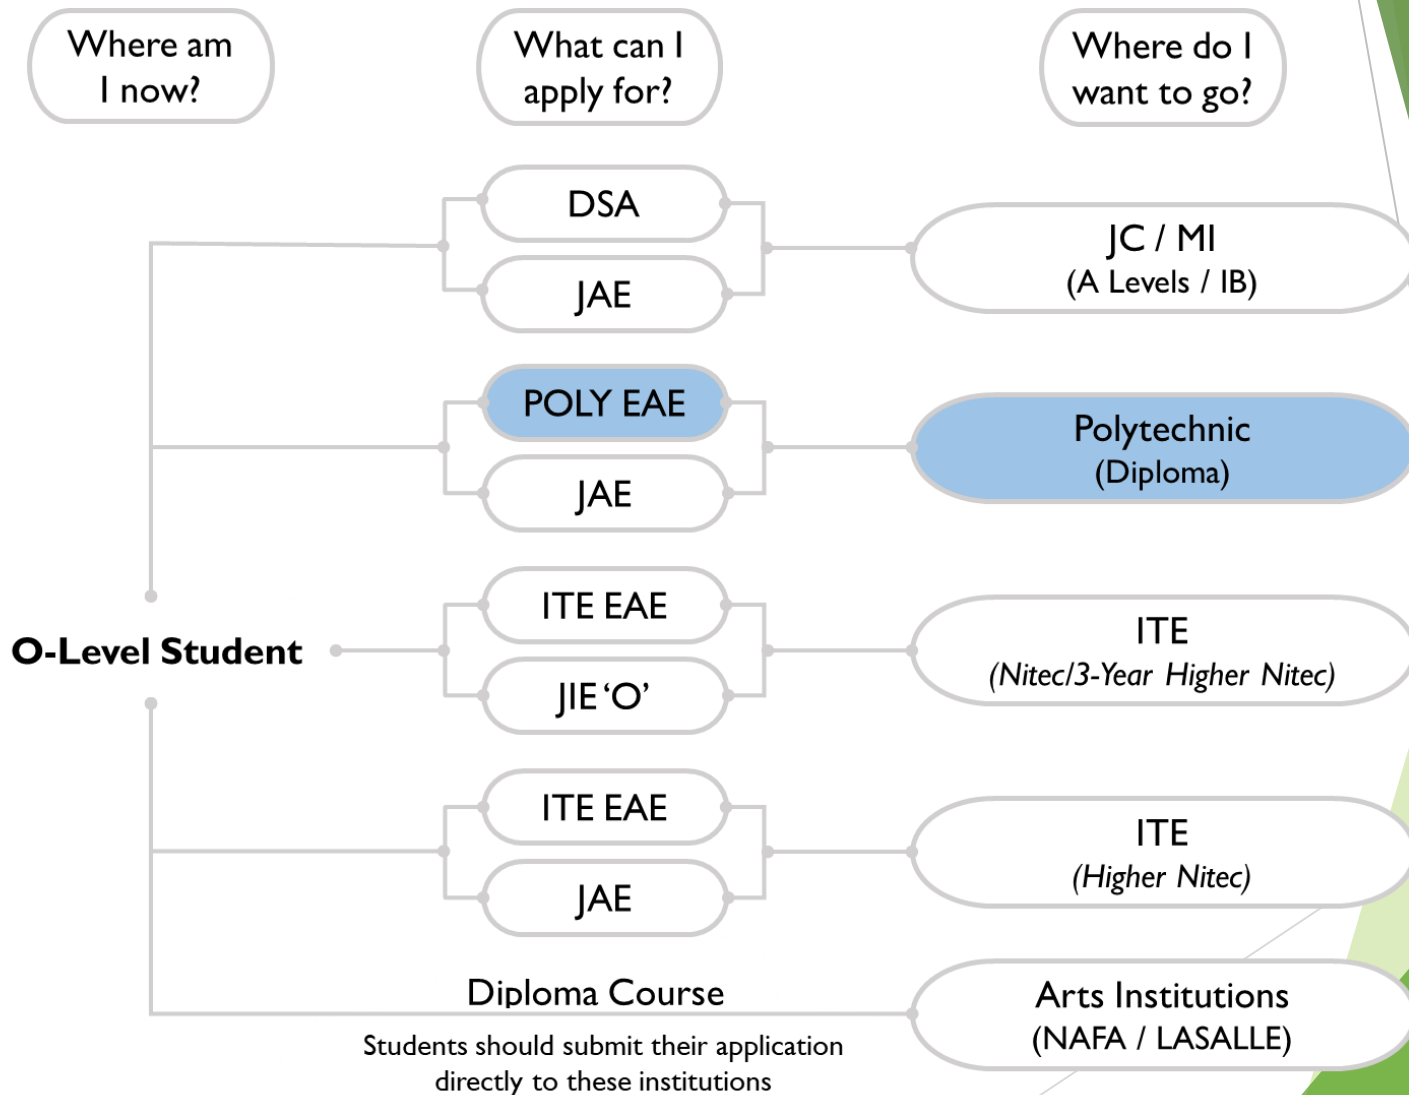 Where am
I now?
What can I
apply for?
Where do I
want to go?
DSA
JAE
JC / MI
(A Levels / IB)
POLY EAE
JAE
Polytechnic
(Diploma)
O-Level Student
ITE EAE
JIE ‘O’
ITE
(Nitec/3-Year Higher Nitec)
ITE EAE
JAE
ITE
(Higher Nitec)
Diploma Course
Students should submit their application
directly to these institutions
Arts Institutions
(NAFA / LASALLE)